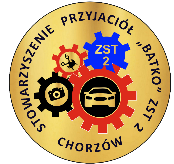 STOWARZYSZENIE PRZYJACIÓŁ „BATKO” ZST 2
ZST
2
CHORZÓW